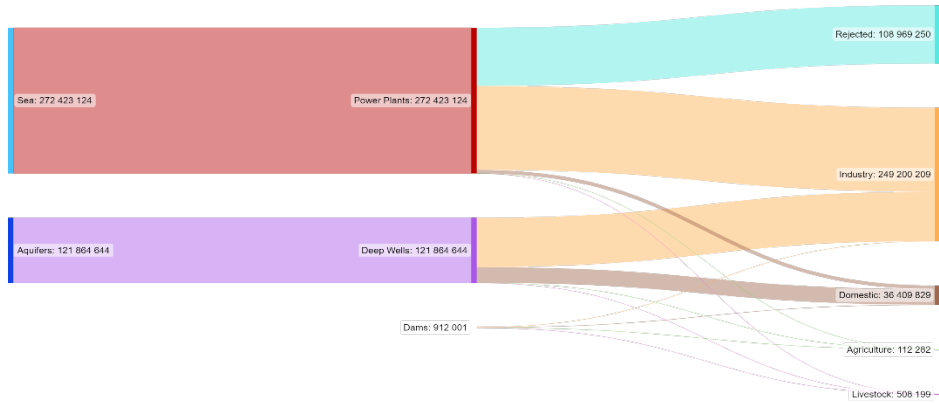 Rejected: 108 969 250
Sea: 272 423 124
Power Plants: 272 423 124
Industry: 249 200 209
Aquifers: 121 864 644
Deep Wells: 121 864 644
Domestic: 36 409 829
Dams: 912 001
Agriculture: 112 282
Livestock: 508 199